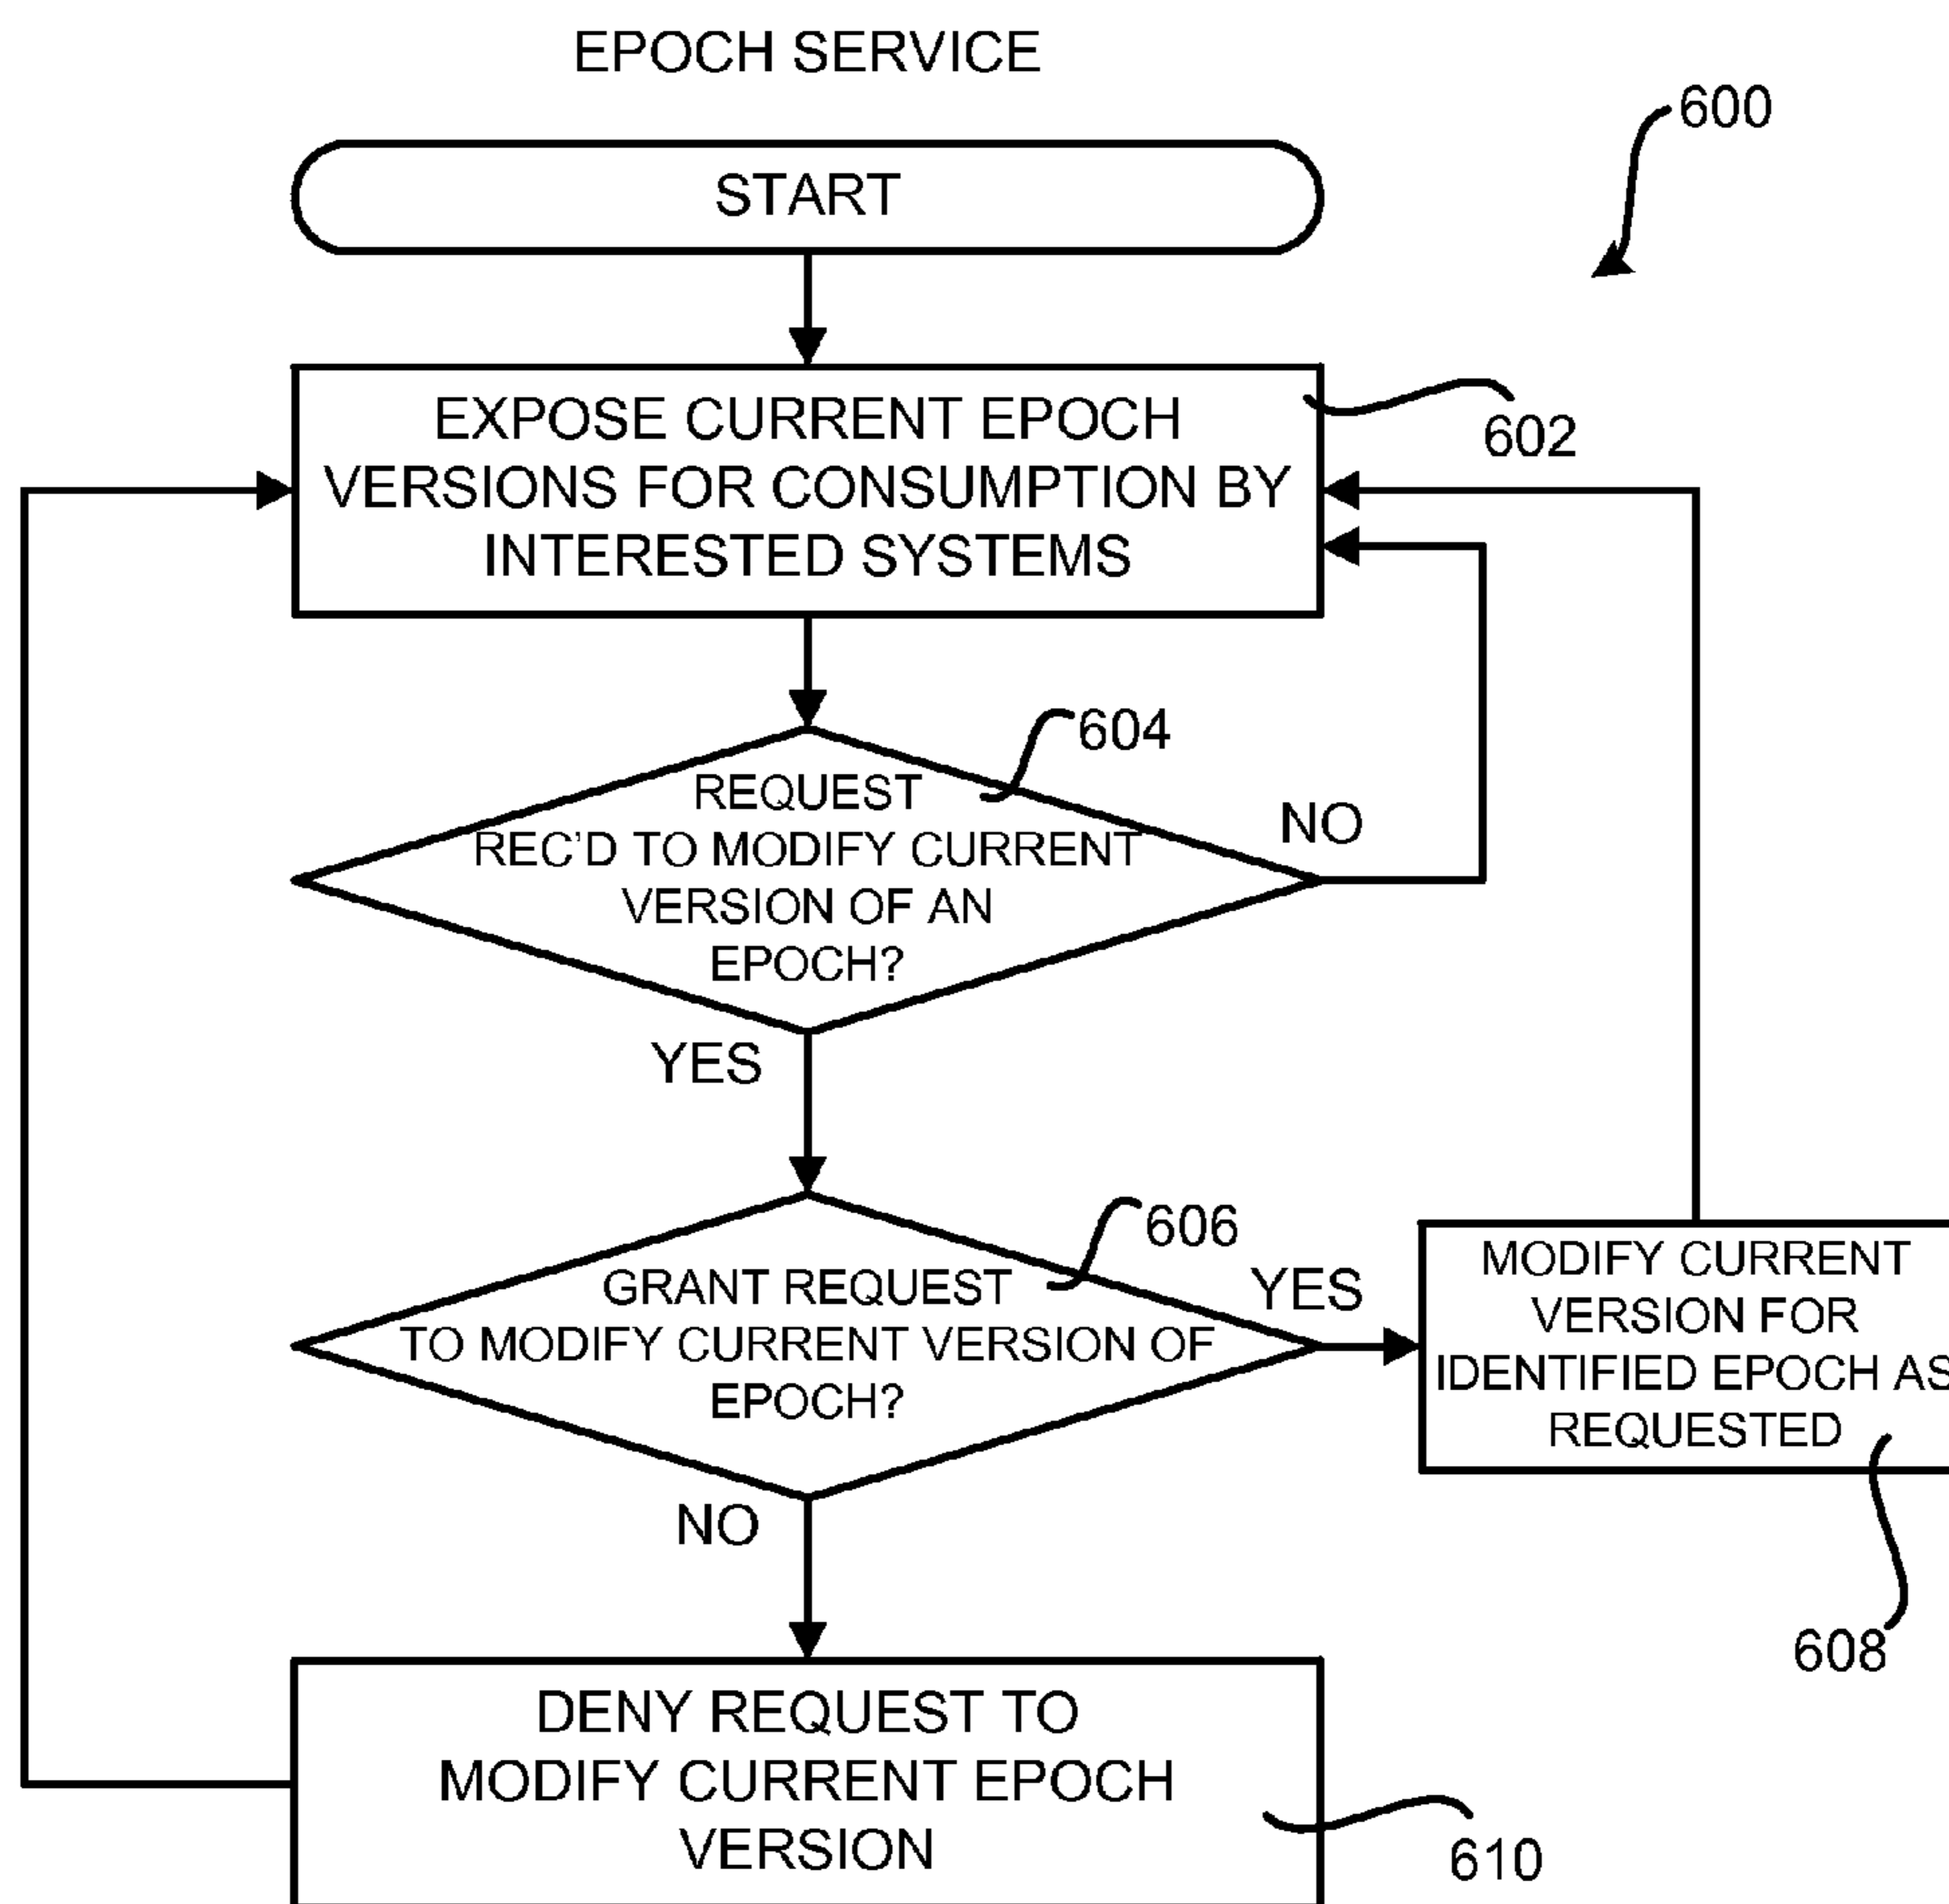 EPOCH SERVICE
600
START
EXPOSE CURRENT EPOCH
VERSIONS FOR CONSUMPTION BY
INTERESTED SYSTEMS
602
604
REQUEST
REC'D TO MODIFY CURRENT
VERSION OF AN
EPOCH?
NO
YES
606
GRANT REQUEST
TO MODIFY CURRENT VERSION OF
EPOCH?
YES
MODIFY CURRENT
VERSION FOR
IDENTIFIED EPOCH AS
REQUESTED
NO
608
DENY REQUEST TO
MODIFY CURRENT EPOCH
VERSION
610